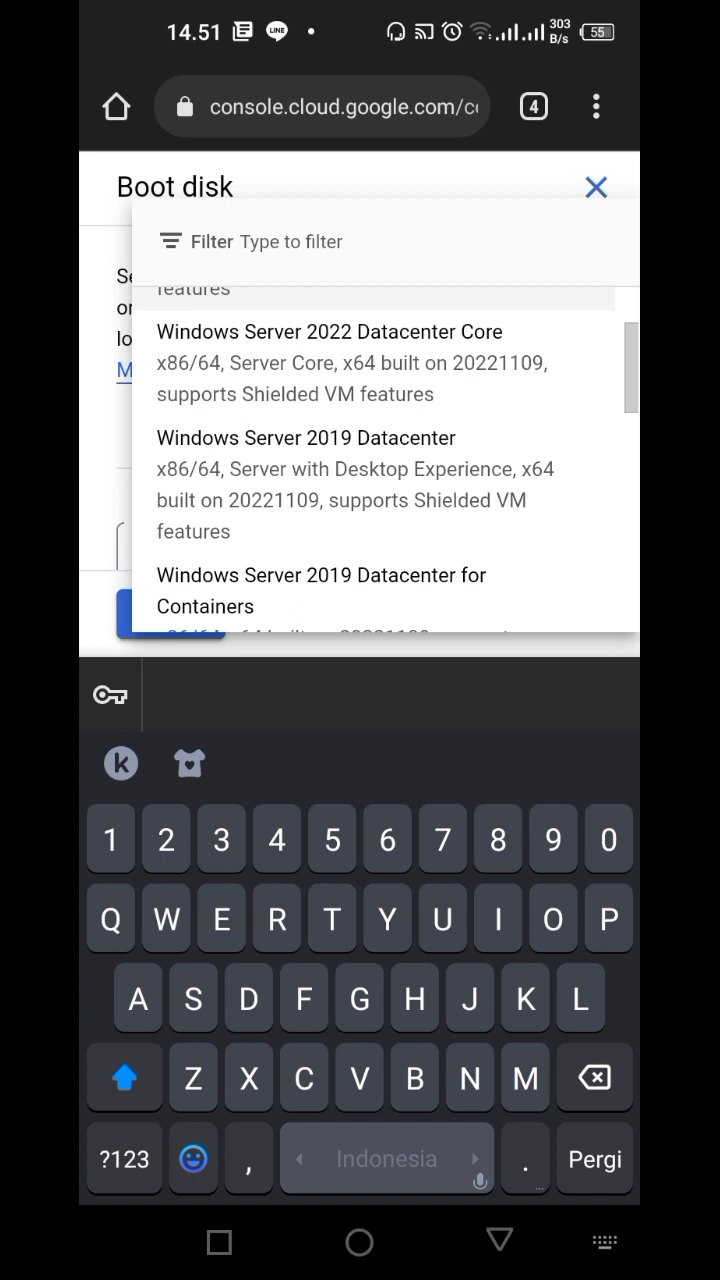 14.51 LINE 303 B/s 55
console.cloud.google.com/c 4
Boot disk
Filter Type to filter
features
Windows Server 2022 Datacenter Core
x86/64, Server Core, x64 built on 20221109,
supports Shielded VM features
Windows Server 2019 Datacenter
x86/64, Server with Desktop Experience, x64
built on 20221109, supports Shielded VM
features
Windows Server 2019 Datacenter for
Containers
k
1 2 3 4 5 6 7 8 9 0
Q W E R T Y U I O P
A S D F G H J K L
Z X C V B N M
?123 , Indonesia . Pergi